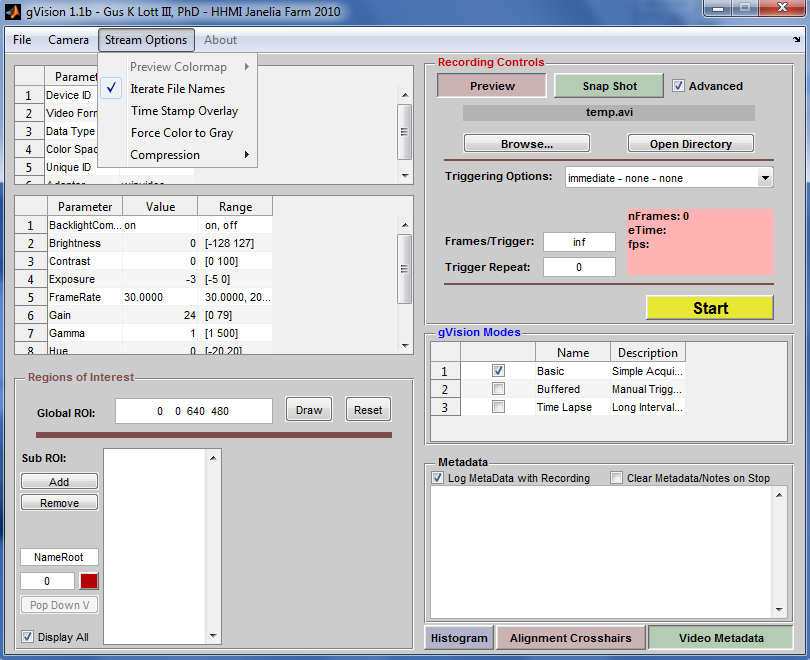 gVision 1.1b - Gus K Lott III, PhD - HHMI Janelia Farm 2010
File Camera Stream Options About
Preview Colormap
Iterate File Names
Time Stamp Overlay
Force Color to Gray
Compression
Paramet
1 Device ID
2 Video Form
3 Data Type
4 Color Spac
5 Unique ID
6 Adaptor winvideo
Parameter Value Range
1 BacklightCom... on on, off
2 Brightness 0 [-128 127]
3 Contrast 0 [0 100]
4 Exposure -3 [-5 0]
5 FrameRate 30.0000 30.0000, 20...
6 Gain 24 [0 79]
7 Gamma 1 [1 500]
8 Hue 0 [-20 20]
Regions of Interest
Global ROI: 0 0 640 480 Draw Reset
Sub ROI:
Add
Remove
NameRoot
0
Pop Down V
Display All
Recording Controls
Preview Snap Shot Advanced
temp.avi
Browse... Open Directory
Triggering Options: immediate - none - none
nFrames: 0
eTime:
fps:
Frames/Trigger: inf
Trigger Repeat: 0
Start
gVision Modes
Name Description
1 Basic Simple Acqui...
2 Buffered Manual Trigg...
3 Time Lapse Long Interval...
Metadata
Log MetaData with Recording Clear Metadata/Notes on Stop
Histogram Alignment Crosshairs Video Metadata